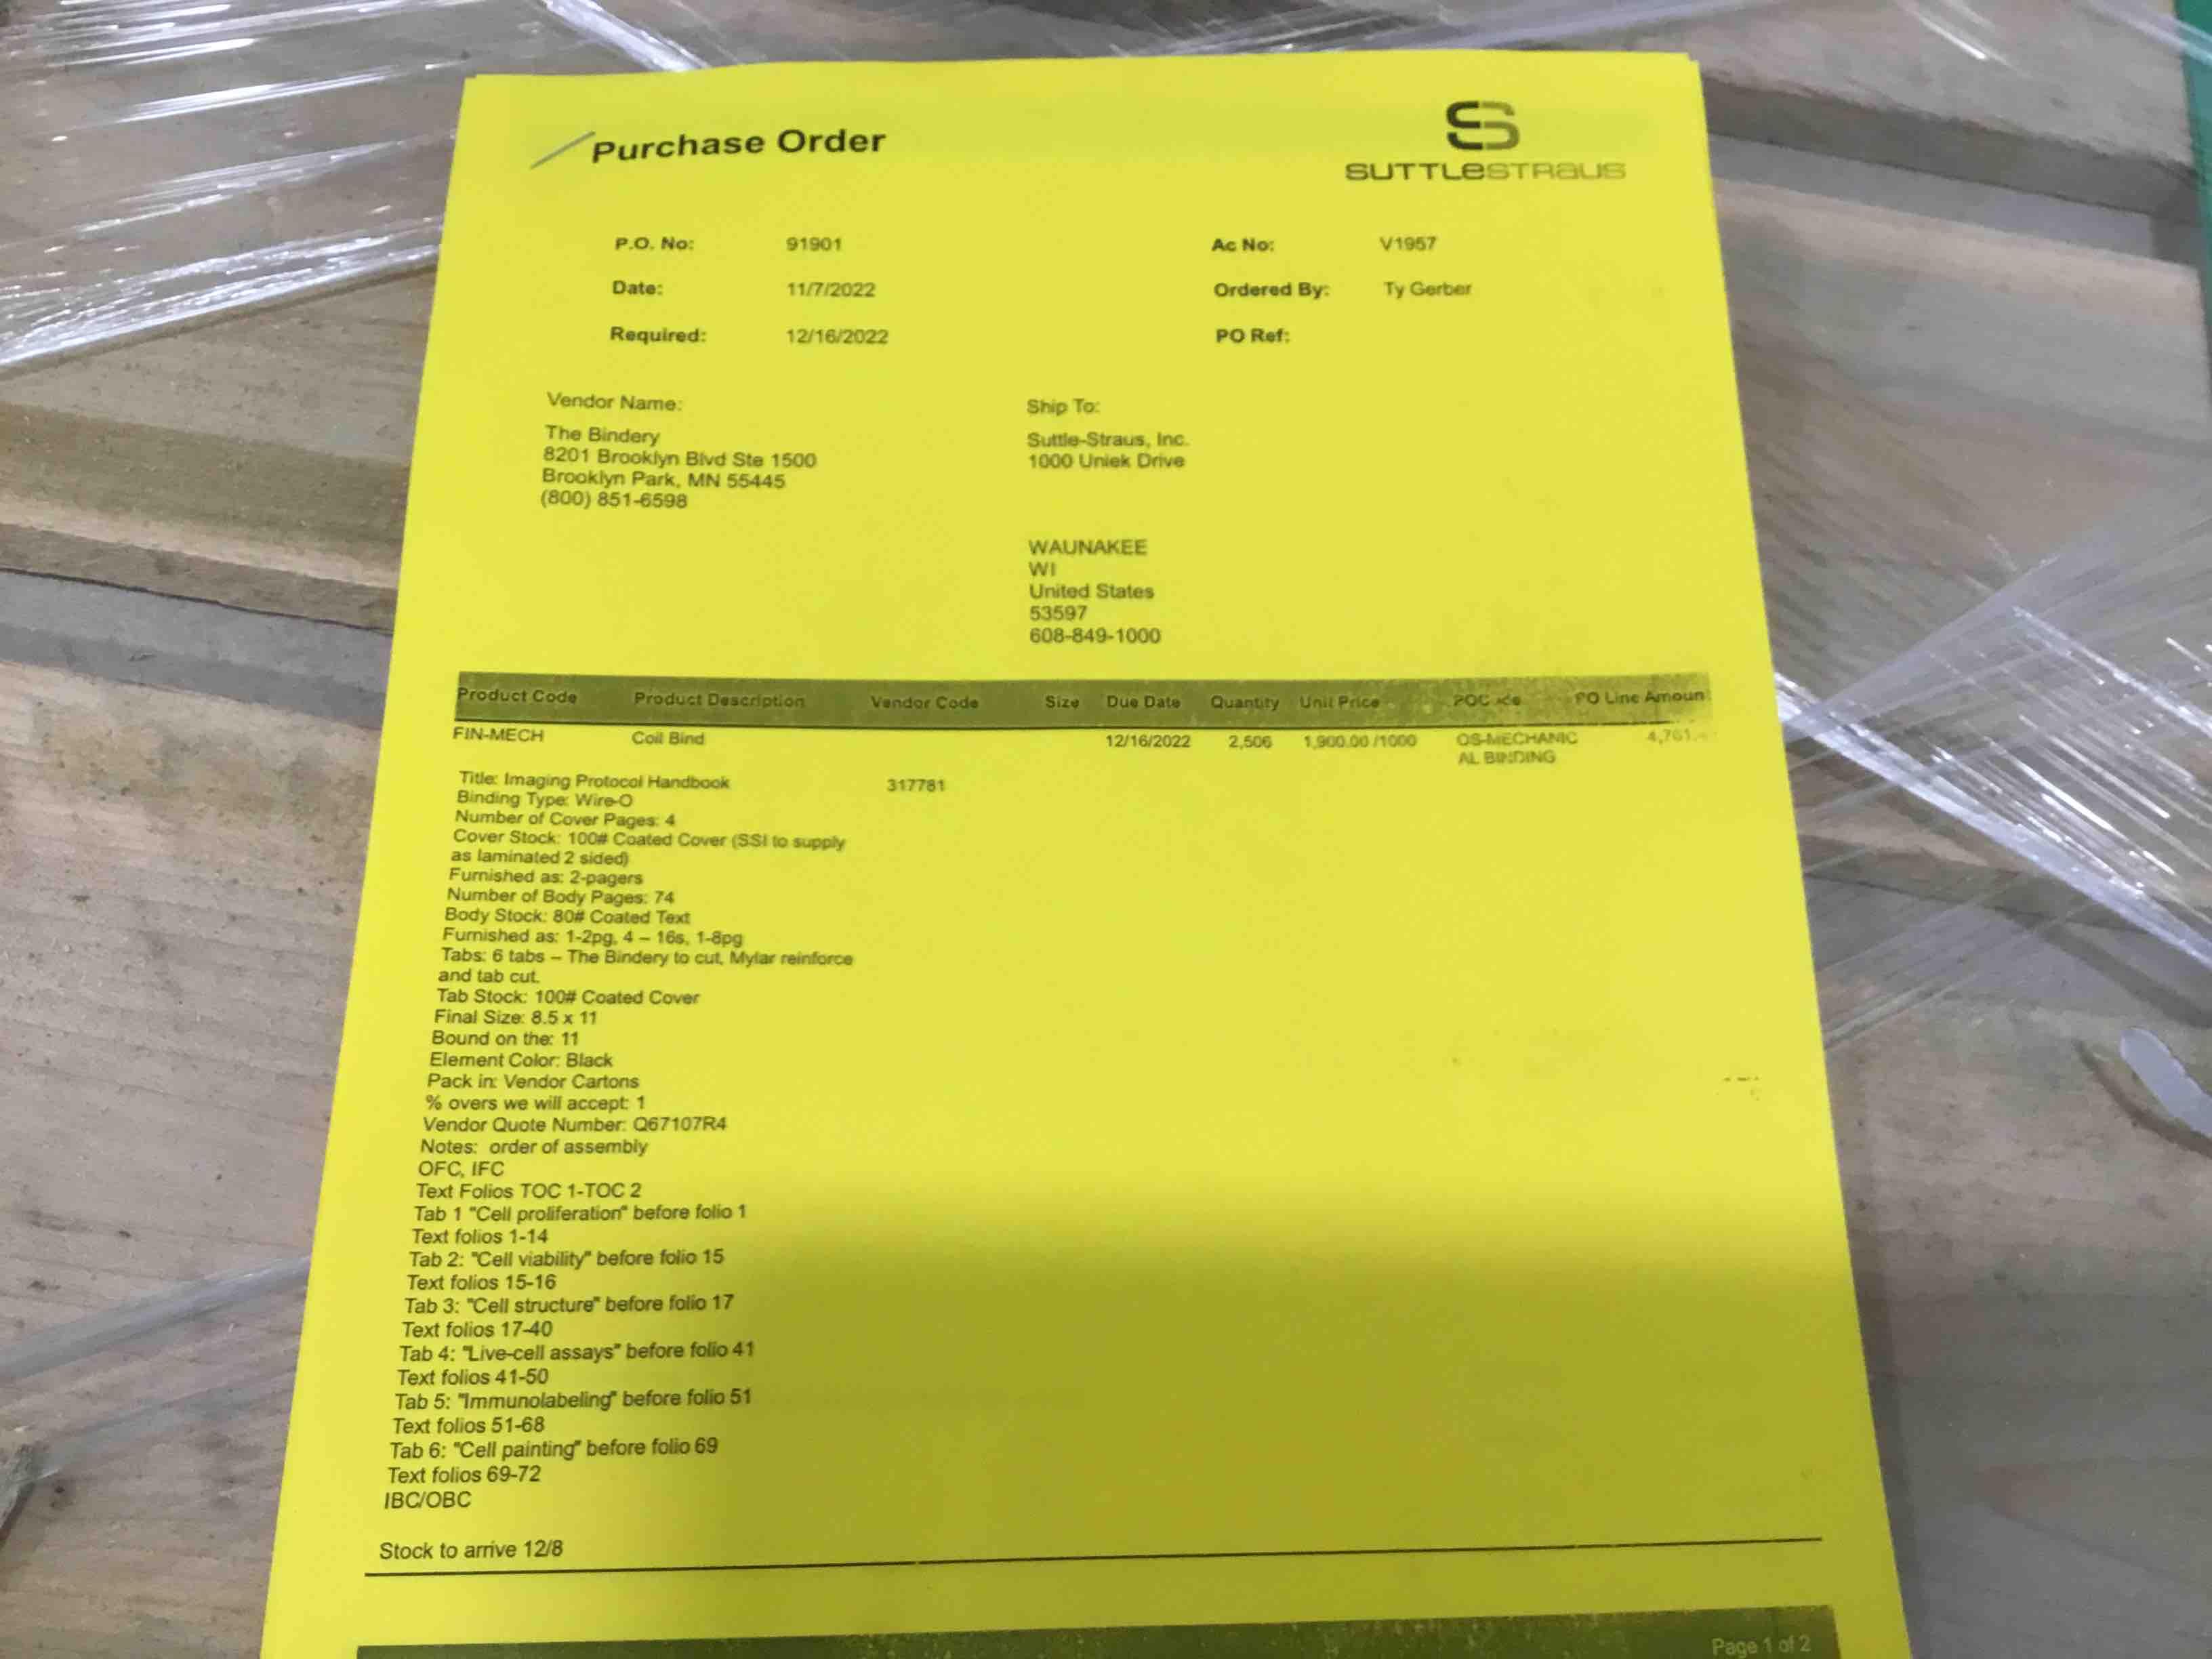 Purchase Order
SUTTLESTRAUS
P.O. No: 91901 Ac No: V1957
Date: 11/7/2022 Ordered By: Ty Gerber
Required: 12/16/2022 PO Ref:
Vendor Name: Ship To:
The Bindery Suttle-Straus, Inc.
8201 Brooklyn Blvd Ste 1500 1000 Uniek Drive
Brooklyn Park, MN 55445
(800) 851-6598
WAUNAKEE
WI
United States
53597
608-849-1000
Product Code Product Description Vendor Code Size Due Date Quantity Unit Price PO Line Amoun
FIN-MECH Coil Bind 12/16/2022 2,506 1,900.00 /1000 OS-MECHANIC
AL BINDING
Title: Imaging Protocol Handbook 317781
Binding Type: Wire-O
Number of Cover Pages: 4
Cover Stock: 100# Coated Cover (SSI to supply
as laminated 2 sided)
Furnished as: 2-pagers
Number of Body Pages: 74
Body Stock: 80# Coated Text
Furnished as: 1-2pg, 4 – 16s, 1-8pg
Tabs: 6 tabs – The Bindery to cut, Mylar reinforce
and tab cut.
Tab Stock: 100# Coated Cover
Final Size: 8.5 x 11
Bound on the: 11
Element Color: Black
Pack in: Vendor Cartons
% overs we will accept: 1
Vendor Quote Number: Q67107R4
Notes: order of assembly
OFC, IFC
Text Folios TOC 1-TOC 2
Tab 1 "Cell proliferation" before folio 1
Text folios 1-14
Tab 2: "Cell viability" before folio 15
Text folios 15-16
Tab 3: "Cell structure" before folio 17
Text folios 17-40
Tab 4: "Live-cell assays" before folio 41
Text folios 41-50
Tab 5: "Immunolabeling" before folio 51
Text folios 51-68
Tab 6: "Cell painting" before folio 69
Text folios 69-72
IBC/OBC
Stock to arrive 12/8
Page 1 of 2